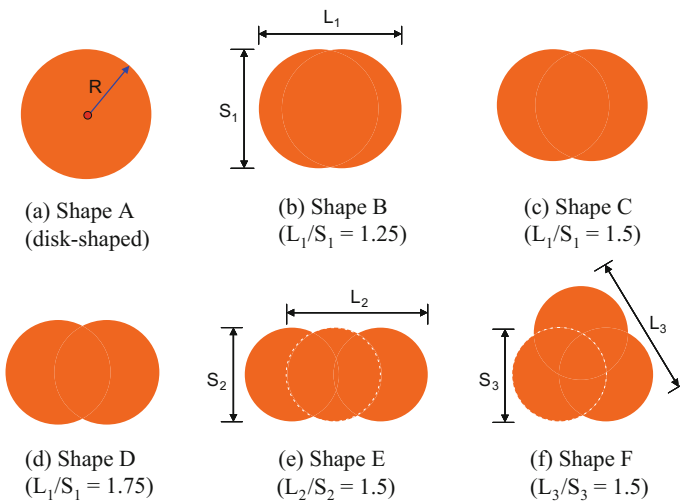 R
L₁
S₁
(a) Shape A
(disk-shaped)
(b) Shape B
(L₁/S₁ = 1.25)
(c) Shape C
(L₁/S₁ = 1.5)
L₂
S₂
L₃
S₃
(d) Shape D
(L₁/S₁ = 1.75)
(e) Shape E
(L₂/S₂ = 1.5)
(f) Shape F
(L₃/S₃ = 1.5)